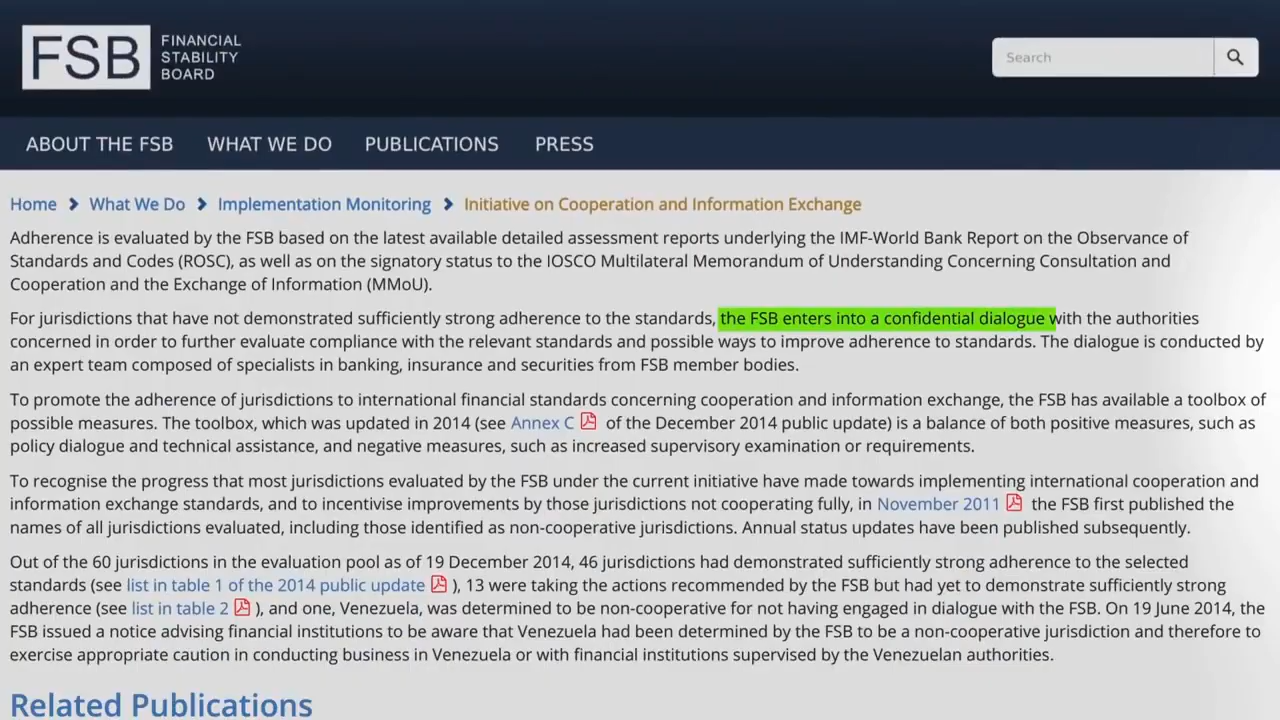 FSB
FINANCIAL
STABILITY
BOARD
Search
ABOUT THE FSB WHAT WE DO PUBLICATIONS PRESS
Home > What We Do > Implementation Monitoring > Initiative on Cooperation and Information Exchange
Adherence is evaluated by the FSB based on the latest available detailed assessment reports underlying the IMF-World Bank Report on the Observance of
Standards and Codes (ROSC), as well as on the signatory status to the IOSCO Multilateral Memorandum of Understanding Concerning Consultation and
Cooperation and the Exchange of Information (MMoU).
For jurisdictions that have not demonstrated sufficiently strong adherence to the standards, the FSB enters into a confidential dialogue with the authorities
concerned in order to further evaluate compliance with the relevant standards and possible ways to improve adherence to standards. The dialogue is conducted by
an expert team composed of specialists in banking, insurance and securities from FSB member bodies.
To promote the adherence of jurisdictions to international financial standards concerning cooperation and information exchange, the FSB has available a toolbox of
possible measures. The toolbox, which was updated in 2014 (see Annex C of the December 2014 public update) is a balance of both positive measures, such as
policy dialogue and technical assistance, and negative measures, such as increased supervisory examination or requirements.
To recognise the progress that most jurisdictions evaluated by the FSB under the current initiative have made towards implementing international cooperation and
information exchange standards, and to incentivise improvements by those jurisdictions not cooperating fully, in November 2011 the FSB first published the
names of all jurisdictions evaluated, including those identified as non-cooperative jurisdictions. Annual status updates have been published subsequently.
Out of the 60 jurisdictions in the evaluation pool as of 19 December 2014, 46 jurisdictions had demonstrated sufficiently strong adherence to the selected
standards (see list in table 1 of the 2014 public update ), 13 were taking the actions recommended by the FSB but had yet to demonstrate sufficiently strong
adherence (see list in table 2 ), and one, Venezuela, was determined to be non-cooperative for not having engaged in dialogue with the FSB. On 19 June 2014, the
FSB issued a notice advising financial institutions to be aware that Venezuela had been determined by the FSB to be a non-cooperative jurisdiction and therefore to
exercise appropriate caution in conducting business in Venezuela or with financial institutions supervised by the Venezuelan authorities.
Related Publications